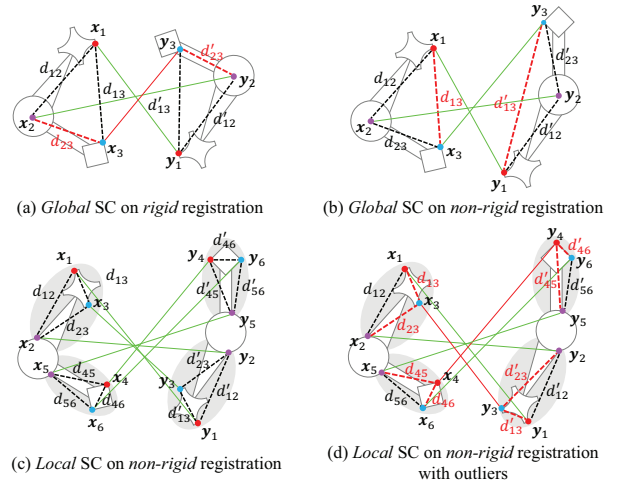 x₁
y₃
d′₂₃
d₁₂
d₁₃
y₂
d′₁₃
d′₁₂
x₂
d₂₃
x₃
y₁
(a) Global SC on rigid registration
y₃
x₁
d′₂₃
d₁₂
d₁₃
d′₁₃
y₂
d′₁₂
x₂
d₂₃
x₃
y₁
(b) Global SC on non-rigid registration
d′₄₆
x₁
y₄
y₆
d₁₃
d₁₂
d′₄₅
d′₅₆
x₃
d₂₃
y₅
x₂
y₂
x₅
d₄₅
x₄
y₃
d′₂₃
d′₁₂
d₅₆
d₄₆
d′₁₃
x₆
y₁
(c) Local SC on non-rigid registration
y₄
d′₄₆
x₁
y₆
d₁₃
d′₄₅
d₁₂
d′₅₆
x₃
d₂₃
y₅
x₂
y₂
x₅
d₄₅
x₄
d′₂₃
d₅₆
d₄₆
d′₁₂
y₃
x₆
d′₁₃
y₁
(d) Local SC on non-rigid registration
with outliers